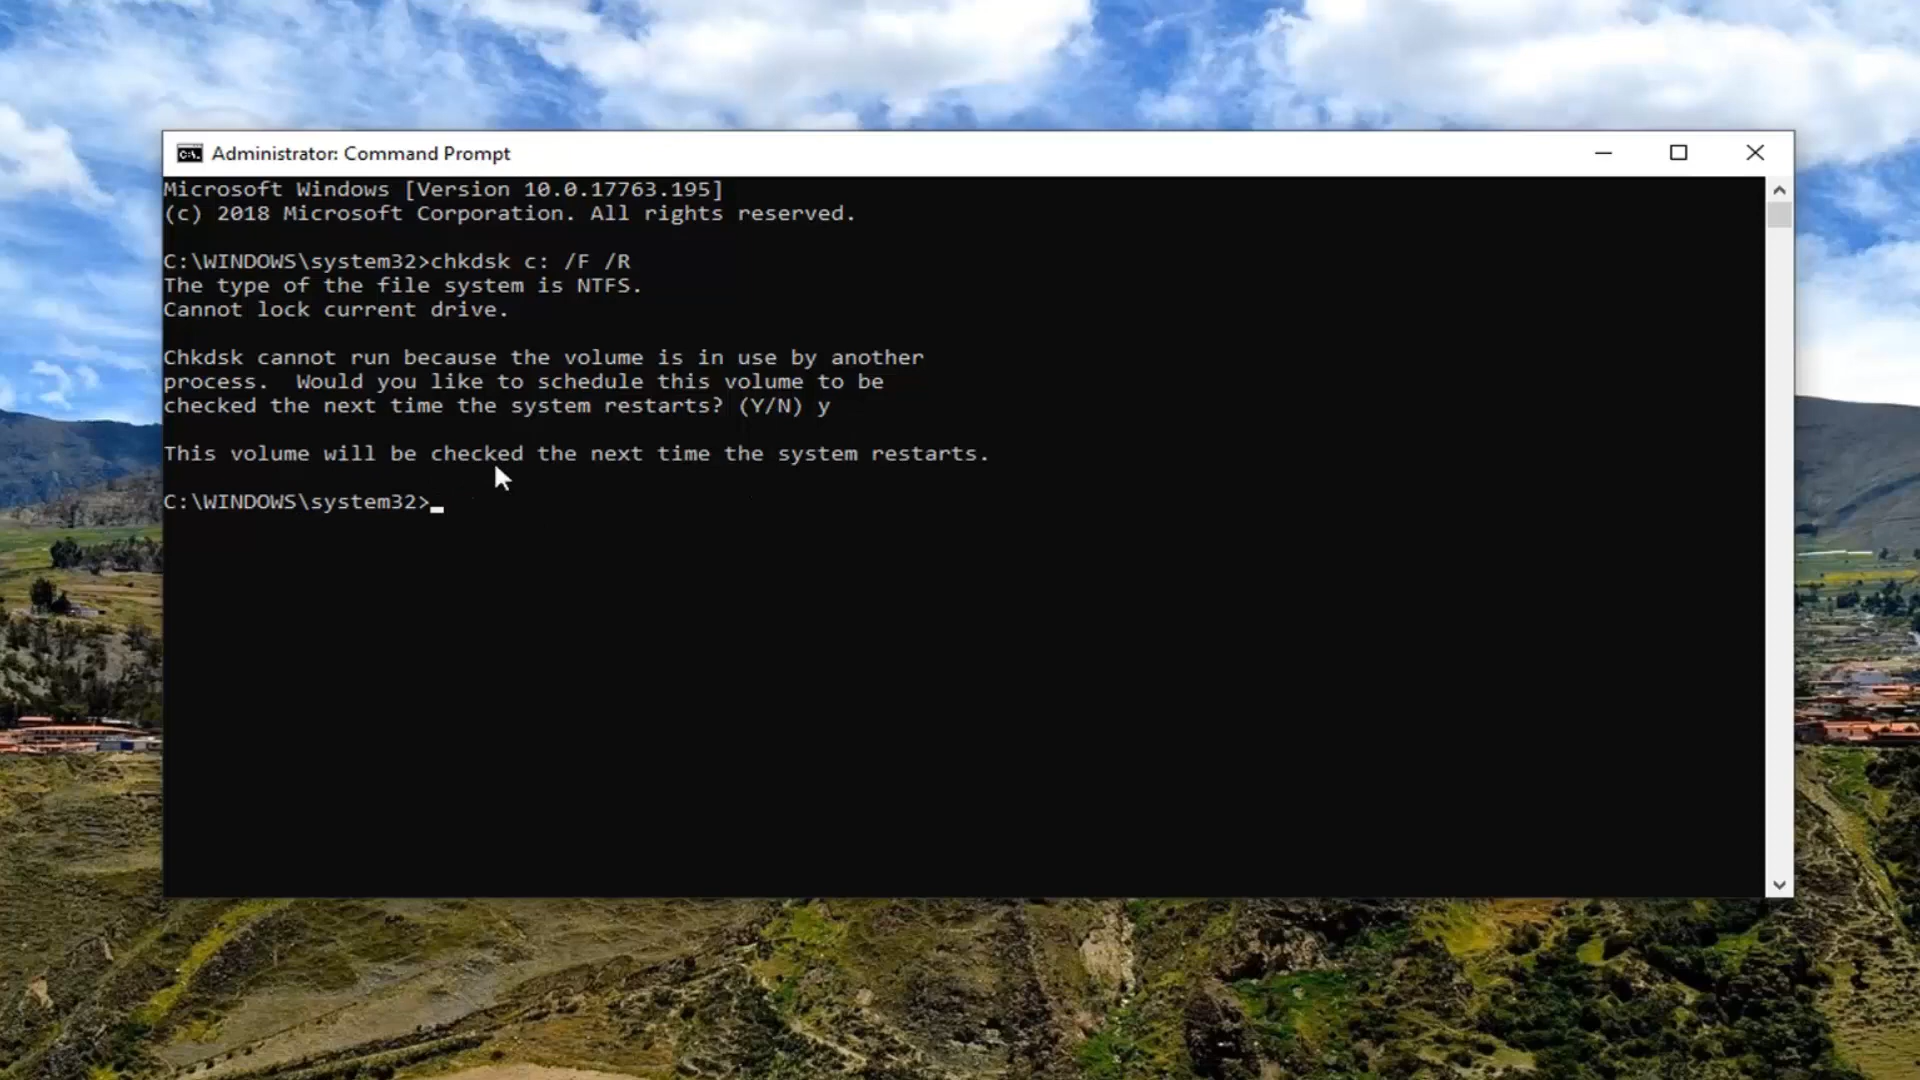 Administrator: Command Prompt
Microsoft Windows [Version 10.0.17763.195]
(c) 2018 Microsoft Corporation. All rights reserved.
C:\WINDOWS\system32>chkdsk c: /F /R
The type of the file system is NTFS.
Cannot lock current drive.
Chkdsk cannot run because the volume is in use by another
process.  Would you like to schedule this volume to be
checked the next time the system restarts? (Y/N) y
This volume will be checked the next time the system restarts.
C:\WINDOWS\system32>